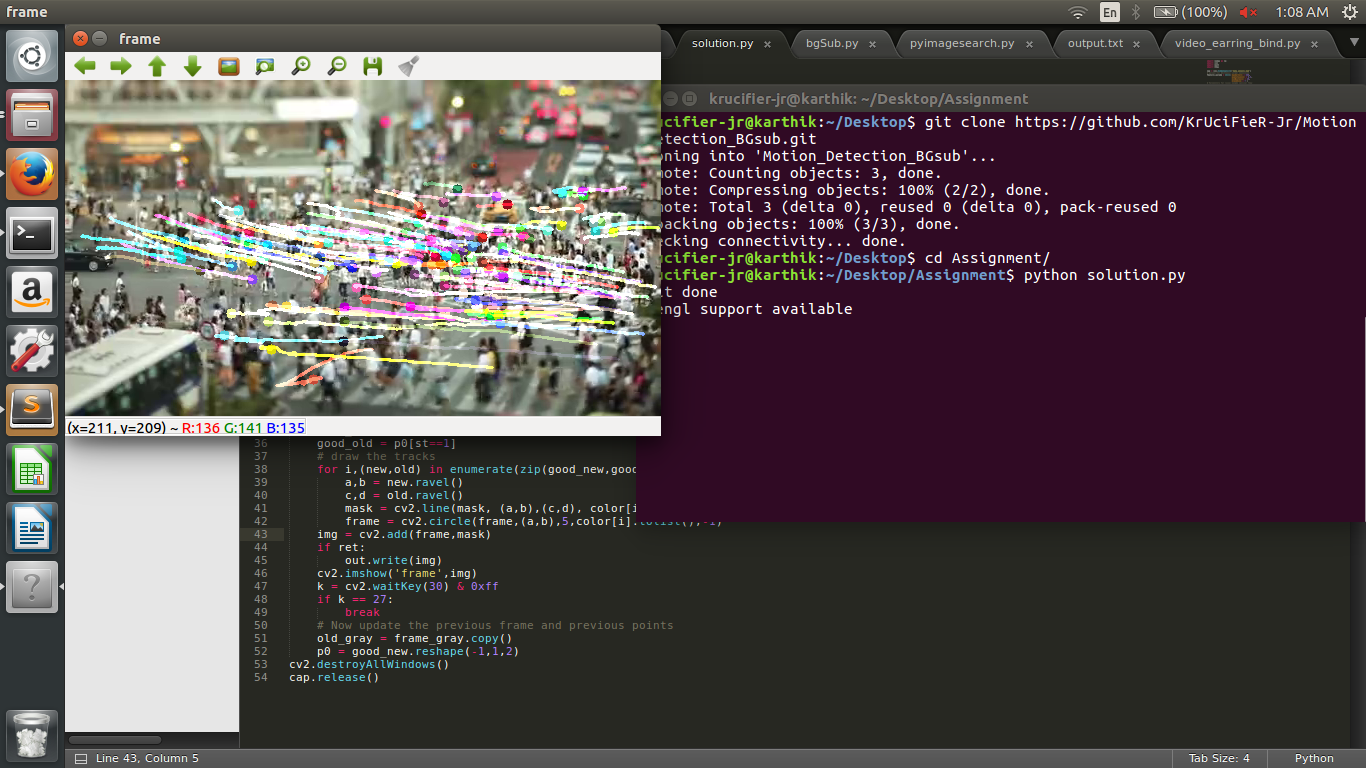 frame
En
(100%)
1:08 AM
frame
solution.py
bgSub.py
pyimagesearch.py
output.txt
video_earring_bind.py
krucifier-jr@karthik: ~/Desktop/Assignment
ucifier-jr@karthik:~/Desktop$ git clone https://github.com/KrUciFieR-Jr/Motion
etection_BGsub.git
oning into 'Motion_Detection_BGsub'...
mote: Counting objects: 3, done.
mote: Compressing objects: 100% (2/2), done.
mote: Total 3 (delta 0), reused 0 (delta 0), pack-reused 0
packing objects: 100% (3/3), done.
ecking connectivity... done.
ucifier-jr@karthik:~/Desktop$ cd Assignment/
ucifier-jr@karthik:~/Desktop/Assignment$ python solution.py
t done
engl support available
(x=211, y=209) ~ R:136 G:141 B:135
36 good_old = p0[st==1]
37 # draw the tracks
38 for i,(new,old) in enumerate(zip(good_new,good
39 a,b = new.ravel()
40 c,d = old.ravel()
41 mask = cv2.line(mask, (a,b),(c,d), color[i
42 frame = cv2.circle(frame,(a,b),5,color[i].tolist(),-1)
43 img = cv2.add(frame,mask)
44 if ret:
45 out.write(img)
46 cv2.imshow('frame',img)
47 k = cv2.waitKey(30) & 0xff
48 if k == 27:
49 break
50 # Now update the previous frame and previous points
51 old_gray = frame_gray.copy()
52 p0 = good_new.reshape(-1,1,2)
53 cv2.destroyAllWindows()
54 cap.release()
Line 43, Column 5
Tab Size: 4
Python